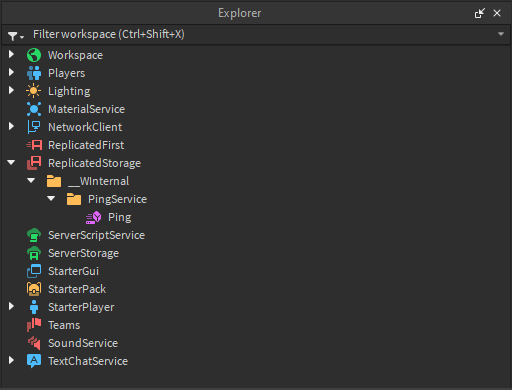 Explorer
Filter workspace (Ctrl+Shift+X)
Workspace
Players
Lighting
MaterialService
NetworkClient
ReplicatedFirst
ReplicatedStorage
__WInternal
PingService
Ping
ServerScriptService
ServerStorage
StarterGui
StarterPack
StarterPlayer
Teams
SoundService
TextChatService